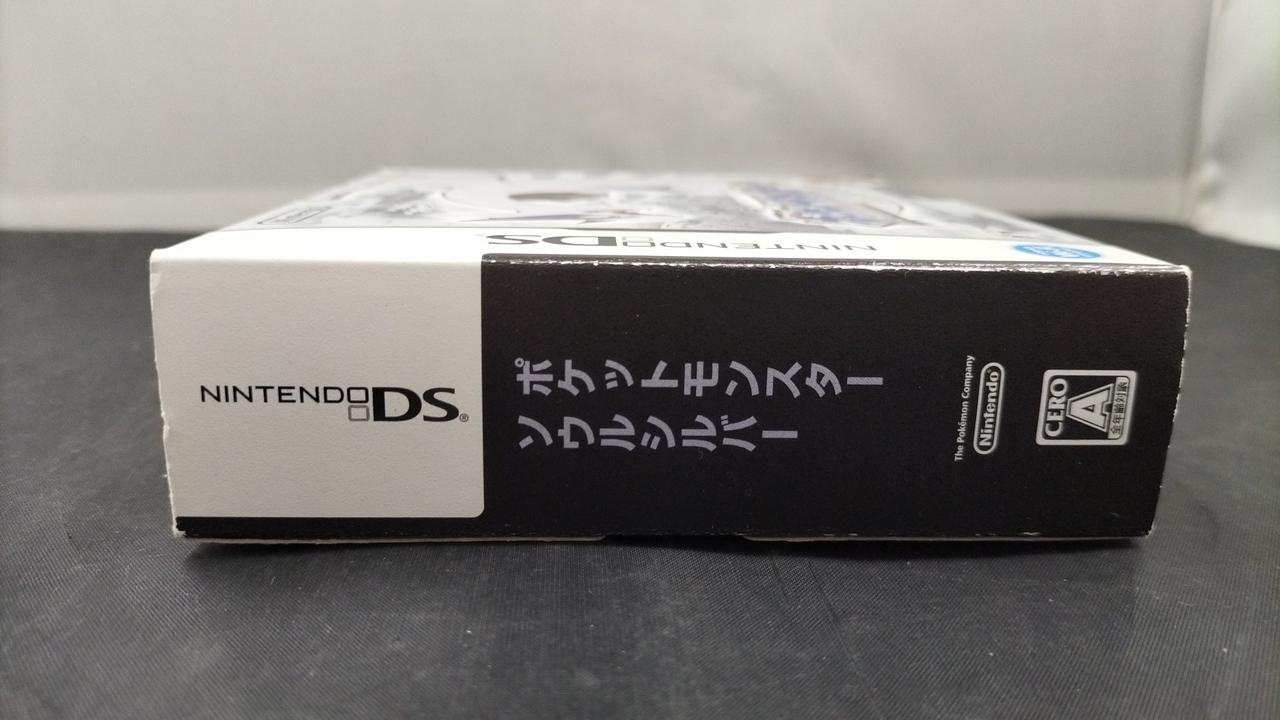 NINTENDO DS
NINTENDO DS®
ポケットモンスター
ソウルシルバー
The Pokémon Company
Nintendo®
CERO
A
全年齢対象